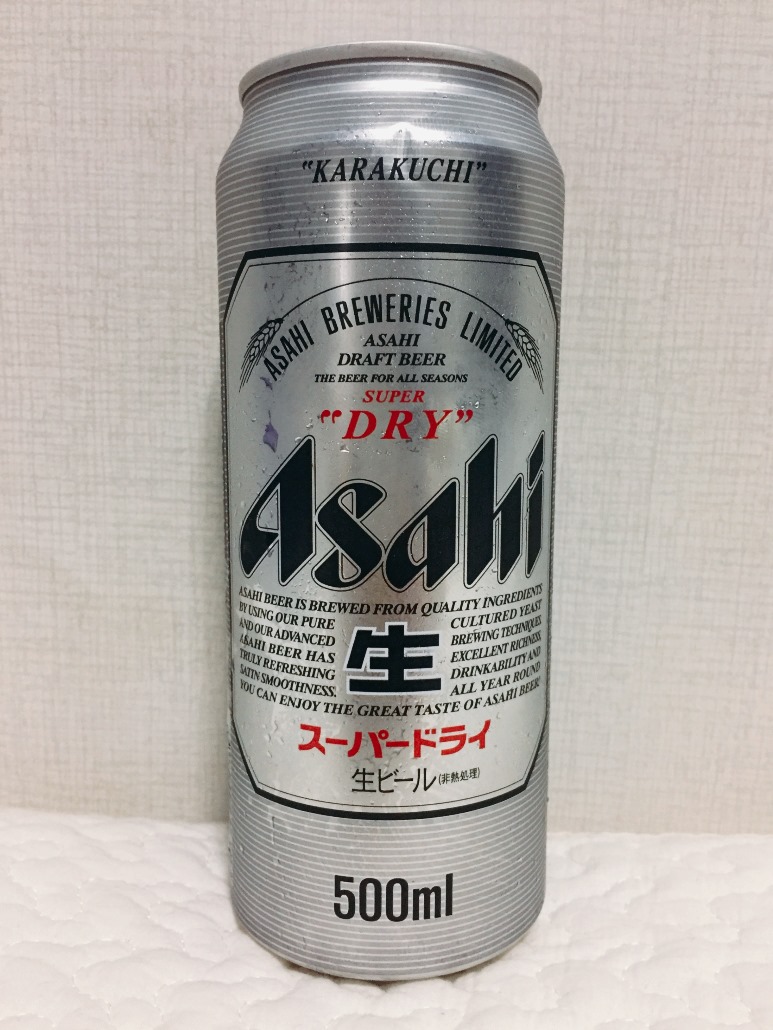 "KARAKUCHI"
ASAHI BREWERIES LIMITED
ASAHI
DRAFT BEER
THE BEER FOR ALL SEASONS
SUPER
"DRY"
Asahi
ASAHI BEER IS BREWED FROM QUALITY INGREDIENTS
BY USING OUR PURE CULTURED YEAST
AND OUR ADVANCED BREWING TECHNIQUES.
ASAHI BEER HAS EXCELLENT RICHNESS,
TRULY REFRESHING DRINKABILITY AND
SATIN SMOOTHNESS. ALL YEAR ROUND
YOU CAN ENJOY THE GREAT TASTE OF ASAHI BEER!
生
スーパードライ
生ビール(非熱処理)
500ml